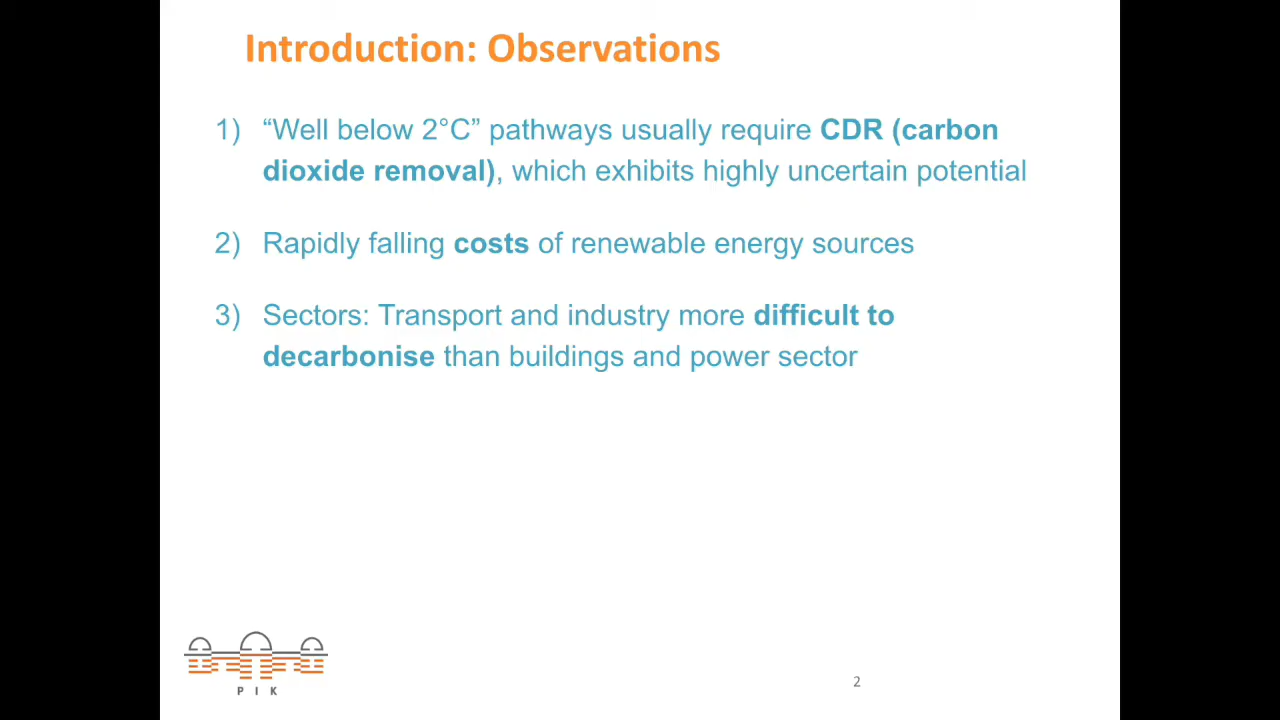 Introduction: Observations
1) “Well below 2°C” pathways usually require CDR (carbon
dioxide removal), which exhibits highly uncertain potential
2) Rapidly falling costs of renewable energy sources
3) Sectors: Transport and industry more difficult to
decarbonise than buildings and power sector
P I K
2